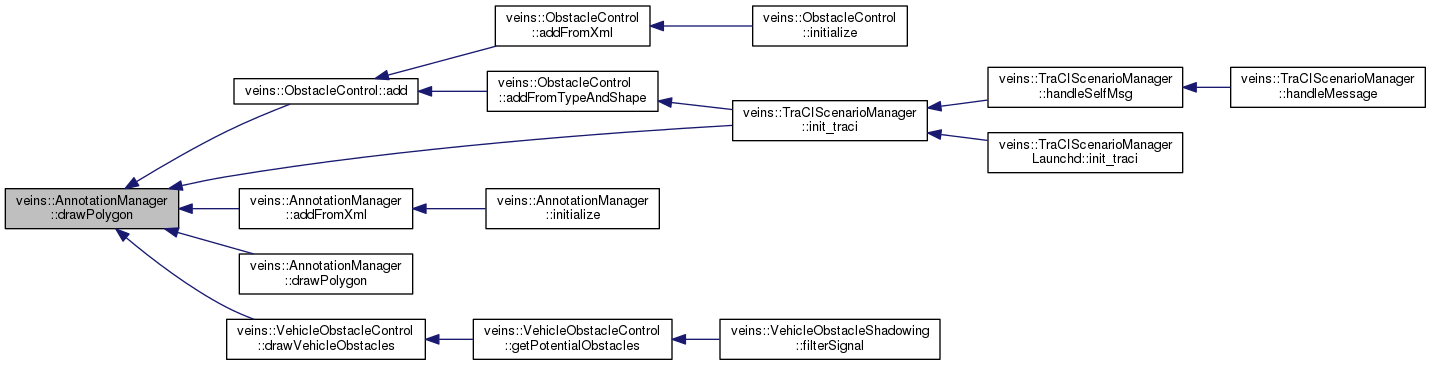 veins::ObstacleControl
::addFromXml
veins::ObstacleControl
::initialize
veins::ObstacleControl::add
veins::ObstacleControl
::addFromTypeAndShape
veins::TraCIScenarioManager
::init_traci
veins::TraCIScenarioManager
::handleSelfMsg
veins::TraCIScenarioManager
::handleMessage
veins::TraCIScenarioManager
Launchd::init_traci
veins::AnnotationManager
::drawPolygon
veins::AnnotationManager
::addFromXml
veins::AnnotationManager
::initialize
veins::AnnotationManager
::drawPolygon
veins::VehicleObstacleControl
::drawVehicleObstacles
veins::VehicleObstacleControl
::getPotentialObstacles
veins::VehicleObstacleShadowing
::filterSignal